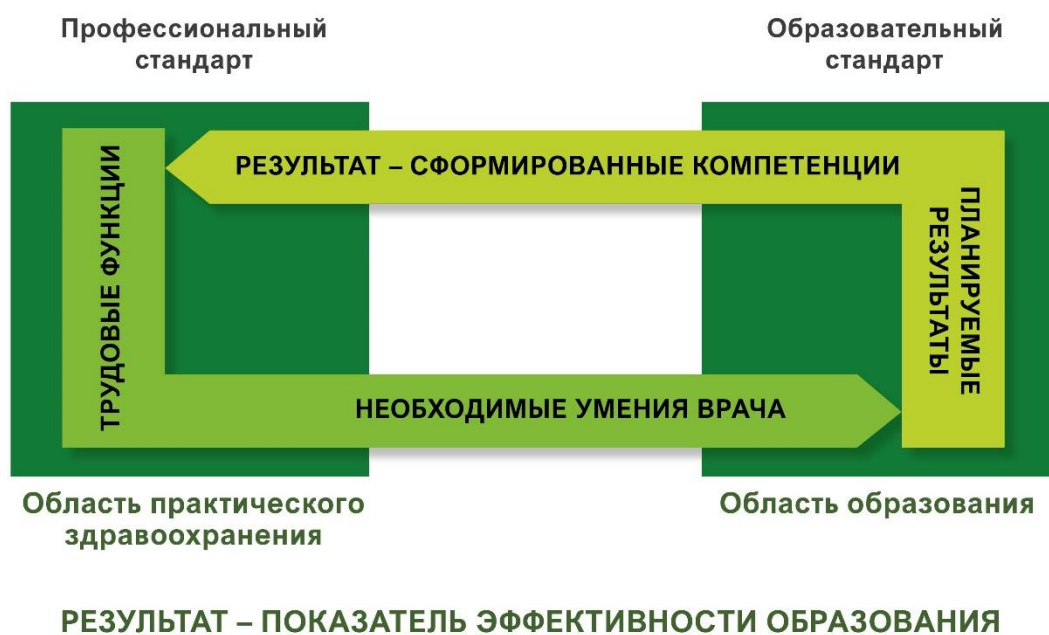 Профессиональный
стандарт
Образовательный
стандарт
РЕЗУЛЬТАТ – СФОРМИРОВАННЫЕ КОМПЕТЕНЦИИ
ТРУДОВЫЕ ФУНКЦИИ
ПЛАНИРУЕМЫЕ
РЕЗУЛЬТАТЫ
НЕОБХОДИМЫЕ УМЕНИЯ ВРАЧА
Область практического
здравоохранения
Область образования
РЕЗУЛЬТАТ – ПОКАЗАТЕЛЬ ЭФФЕКТИВНОСТИ ОБРАЗОВАНИЯ